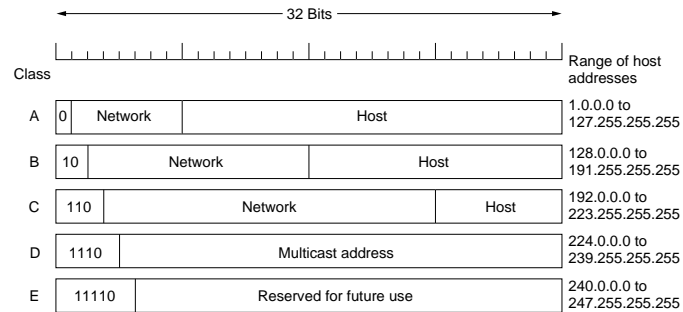 32 Bits
Range of host
addresses
Class
A 0 Network Host 1.0.0.0 to
127.255.255.255
B 10 Network Host 128.0.0.0 to
191.255.255.255
C 110 Network Host 192.0.0.0 to
223.255.255.255
D 1110 Multicast address 224.0.0.0 to
239.255.255.255
E 11110 Reserved for future use 240.0.0.0 to
247.255.255.255